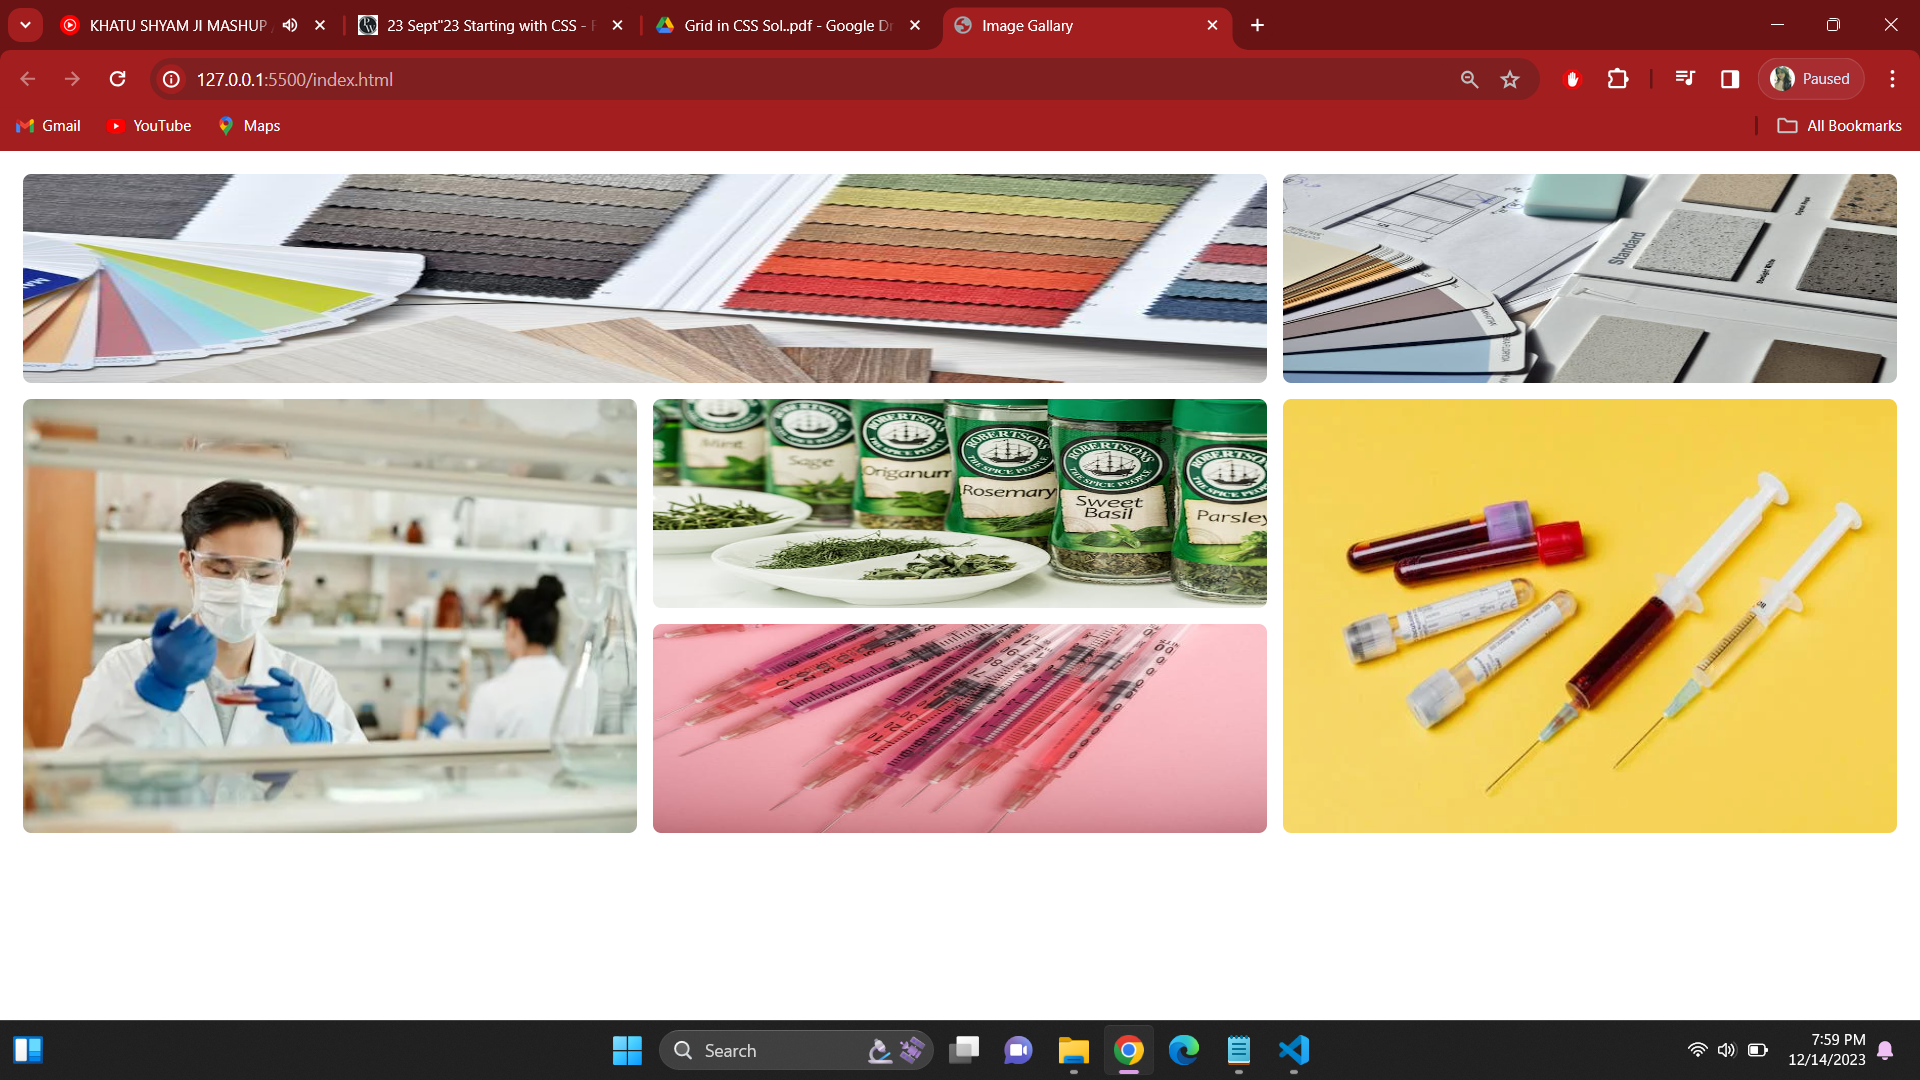 KHATU SHYAM JI MASHUP
23 Sept"23 Starting with CSS -
Grid in CSS Sol..pdf - Google Dr
Image Gallary
127.0.0.1:5500/index.html
Paused
Gmail
YouTube
Maps
All Bookmarks
Standard
ROBERTSONS
THE SPICE PEOPLE
Mint
Sage
Origanum
Rosemary
Sweet
Basil
Parsley
Search
7:59 PM
12/14/2023